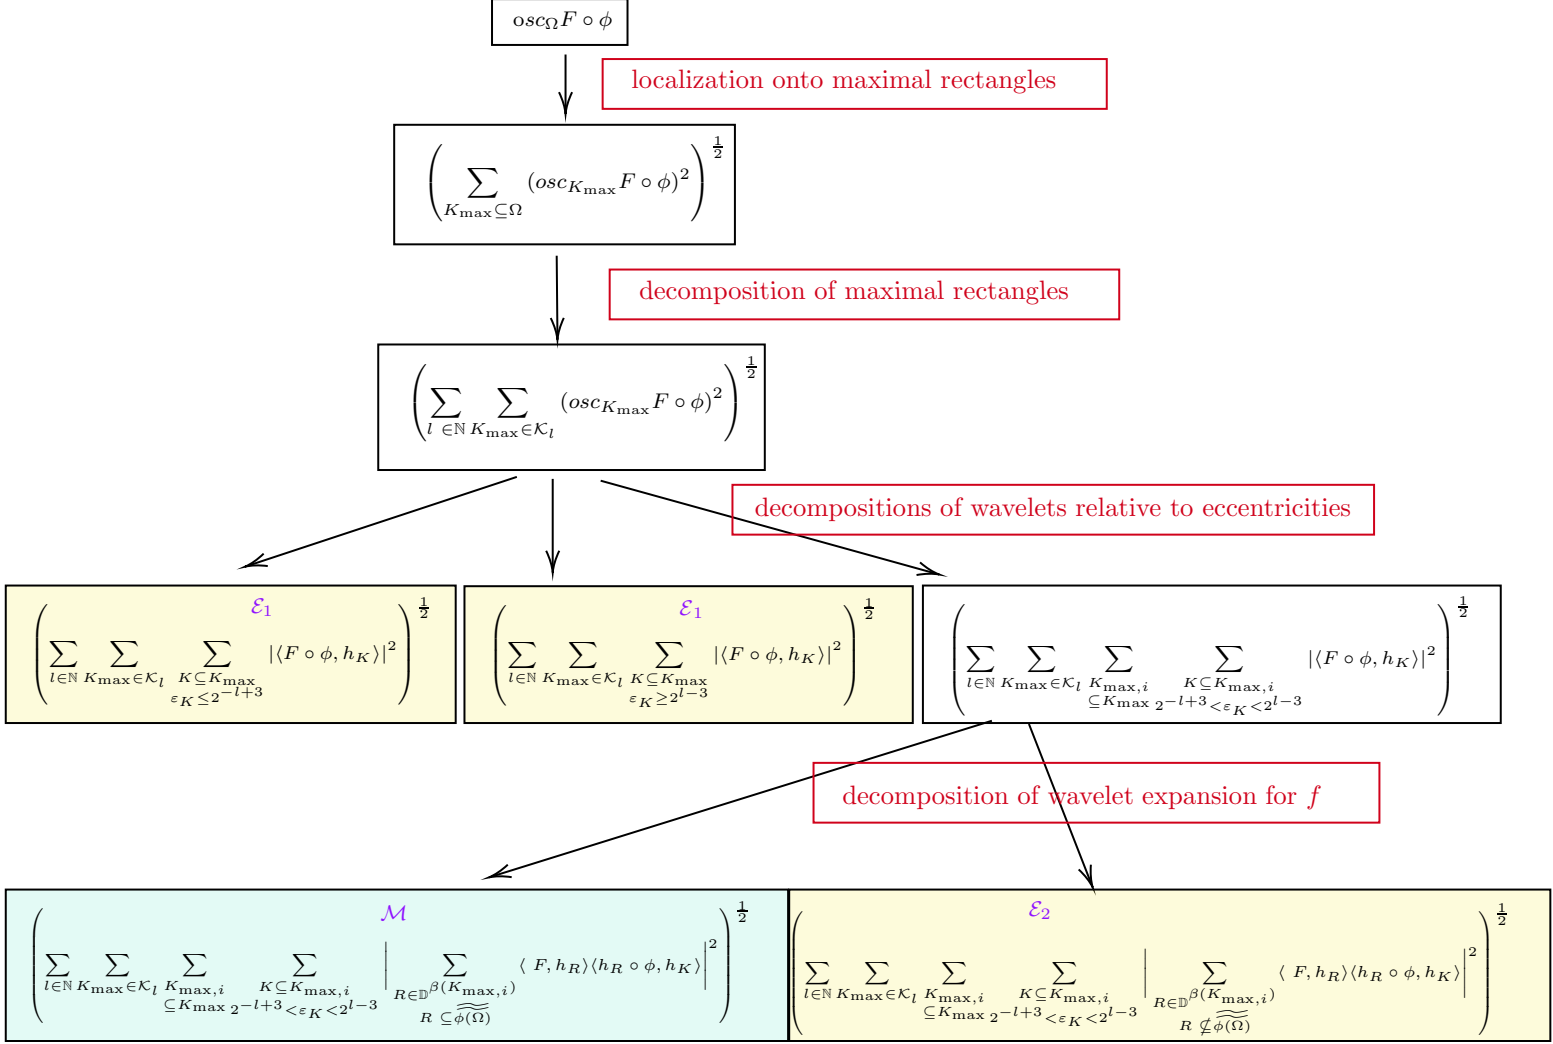 osc_Ω F ∘ ϕ
localization onto maximal rectangles
(∑_{K_max ⊆ Ω} (osc_{K_max} F ∘ ϕ)^2)^{1/2}
decomposition of maximal rectangles
(∑_{l ∈ ℕ} ∑_{K_max ∈ 𝒦_l} (osc_{K_max} F ∘ ϕ)^2)^{1/2}
decompositions of wavelets relative to eccentricities
ℰ_1
(∑_{l∈ℕ} ∑_{K_max ∈ 𝒦_l} ∑_{K ⊆ K_max, ε_K ≤ 2^{-l+3}} |⟨F ∘ ϕ, h_K⟩|^2)^{1/2}
ℰ_1
(∑_{l∈ℕ} ∑_{K_max ∈ 𝒦_l} ∑_{K ⊆ K_max, ε_K ≥ 2^{l-3}} |⟨F ∘ ϕ, h_K⟩|^2)^{1/2}
(∑_{l∈ℕ} ∑_{K_max ∈ 𝒦_l} ∑_{K_{max,i} ⊆ K_max} ∑_{K ⊆ K_{max,i}, 2^{-l+3} < ε_K < 2^{l-3}} |⟨F ∘ ϕ, h_K⟩|^2)^{1/2}
decomposition of wavelet expansion for f
ℳ
(∑_{l∈ℕ} ∑_{K_max ∈ 𝒦_l} ∑_{K_{max,i} ⊆ K_max} ∑_{K ⊆ K_{max,i}, 2^{-l+3} < ε_K < 2^{l-3}} |∑_{R ∈ 𝔻^{β(K_{max,i})}, R ⊆ \widetilde{\widetilde{ϕ(Ω)}}} ⟨ F, h_R⟩⟨h_R ∘ ϕ, h_K⟩|^2)^{1/2}
ℰ_2
(∑_{l∈ℕ} ∑_{K_max ∈ 𝒦_l} ∑_{K_{max,i} ⊆ K_max} ∑_{K ⊆ K_{max,i}, 2^{-l+3} < ε_K < 2^{l-3}} |∑_{R ∈ 𝔻^{β(K_{max,i})}, R ⊈ \widetilde{\widetilde{ϕ(Ω)}}} ⟨ F, h_R⟩⟨h_R ∘ ϕ, h_K⟩|^2)^{1/2}